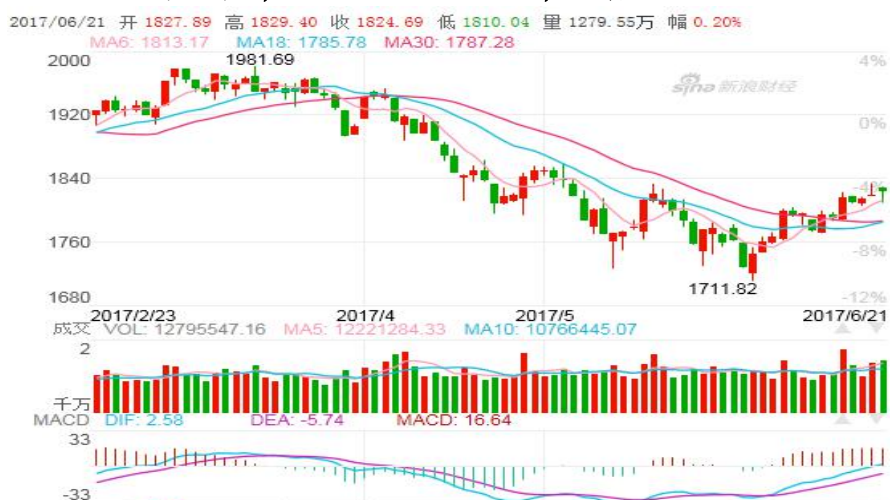 2017/06/21 开 1827.89 高 1829.40 收 1824.69 低 1810.04 量 1279.55万 幅 0.20%
MA6: 1813.17 MA18: 1785.78 MA30: 1787.28
2000 1981.69 4%
sina 新浪财经
1920 0%
1840 -4%
1760 -8%
1711.82
1680 -12%
2017/2/23 2017/4 2017/5 2017/6/21
成交 VOL: 12795547.16 MA5: 12221284.33 MA10: 10766445.07
2
千万
MACD DIF: 2.58 DEA: -5.74 MACD: 16.64
33
-33